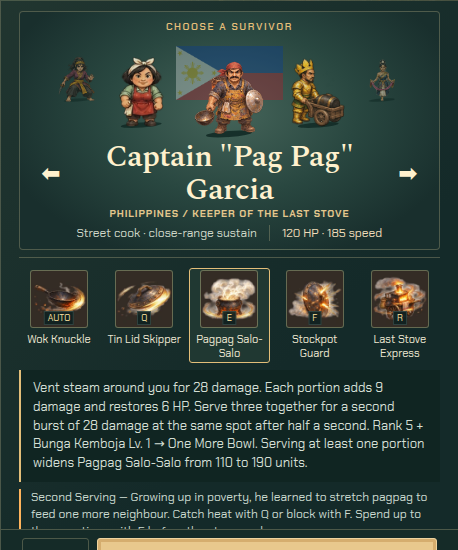 CHOOSE A SURVIVOR
Captain "Pag Pag"
Garcia
PHILIPPINES / KEEPER OF THE LAST STOVE
Street cook · close-range sustain | 120 HP · 185 speed
AUTO
Q
E
F
R
Wok Knuckle
Tin Lid Skipper
Pagpag Salo-
Salo
Stockpot
Guard
Last Stove
Express
Vent steam around you for 28 damage. Each portion adds 9
damage and restores 6 HP. Serve three together for a second
burst of 28 damage at the same spot after half a second. Rank 5 +
Bunga Kemboja Lv. 1 → One More Bowl. Serving at least one portion
widens Pagpag Salo-Salo from 110 to 190 units.
Second Serving — Growing up in poverty, he learned to stretch pagpag to
feed one more neighbour. Catch heat with Q or block with F. Spend up to